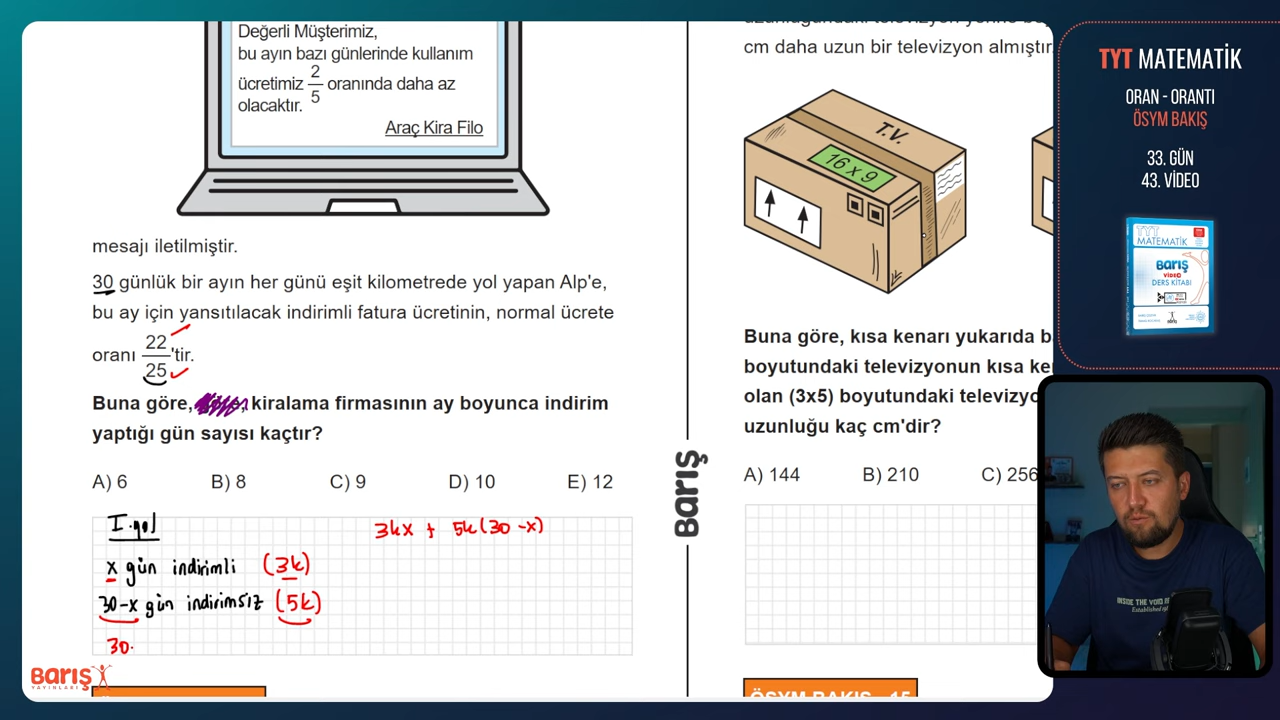 Değerli Müşterimiz,
bu ayın bazı günlerinde kullanım
ücretimiz 2/5 oranında daha az
olacaktır.
Araç Kira Filo
mesajı iletilmiştir.
30 günlük bir ayın her günü eşit kilometrede yol yapan Alp'e,
bu ay için yansıtılacak indirimli fatura ücretinin, normal ücrete
oranı 22/25'tir.
Buna göre, kiralama firmasının ay boyunca indirim
yaptığı gün sayısı kaçtır?
A) 6 B) 8 C) 9 D) 10 E) 12
I. yol
3kx + 5k(30-x)
x gün indirimli (3k)
30-x gün indirimsiz (5k)
30.
BARIŞ
YAYINLARI
BARIŞ
cm daha uzun bir televizyon almıştır
T.V.
16 x 9
Buna göre, kısa kenarı yukarıda b
boyutundaki televizyonun kısa ke
olan (3x5) boyutundaki televizyo
uzunluğu kaç cm'dir?
A) 144 B) 210 C) 256
ÖSYM BAKIŞ - 15
TYT MATEMATİK
ORAN - ORANTI
ÖSYM BAKIŞ
33. GÜN
43. VİDEO
TYT
MATEMATİK
BARIŞ
VİDEO
DERS KİTABI
INSIDE THE VOID
Established